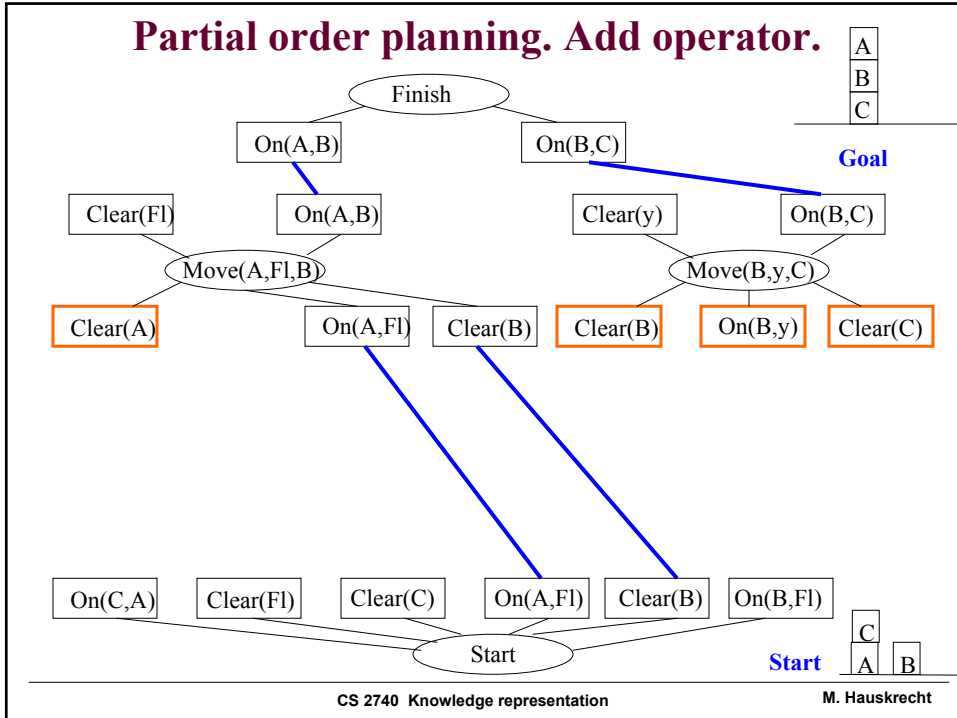 Partial order planning. Add operator.
A
B
C
Goal
Finish
On(A,B) On(B,C)
Clear(Fl) On(A,B) Clear(y) On(B,C)
Move(A,Fl,B) Move(B,y,C)
Clear(A) On(A,Fl) Clear(B) Clear(B) On(B,y) Clear(C)
On(C,A) Clear(Fl) Clear(C) On(A,Fl) Clear(B) On(B,Fl)
Start
C
Start A B
CS 2740 Knowledge representation M. Hauskrecht